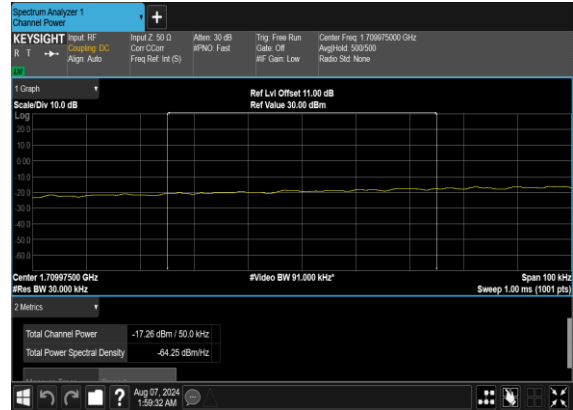 Spectrum Analyzer 1
Channel Power
KEYSIGHT Input: RF Input Z: 50 Ω Atten: 30 dB Trig: Free Run Center Freq: 1.709975000 GHz
R T Coupling: DC Corr CCorr #PNO: Fast Gate: Off Avg|Hold: 500/500
Align: Auto Freq Ref: Int (S) #IF Gain: Low Radio Std: None
LNI
1 Graph Ref Lvl Offset 11.00 dB
Scale/Div 10.0 dB Ref Value 30.00 dBm
Log
20.0
10.0
0.00
-10.0
-20.0
-30.0
-40.0
-50.0
-60.0
Center 1.70997500 GHz #Video BW 91.000 kHz* Span 100 kHz
#Res BW 30.000 kHz Sweep 1.00 ms (1001 pts)
2 Metrics
Total Channel Power -17.26 dBm / 50.0 kHz
Total Power Spectral Density -64.25 dBm/Hz
? Aug 07, 2024
1:59:32 AM